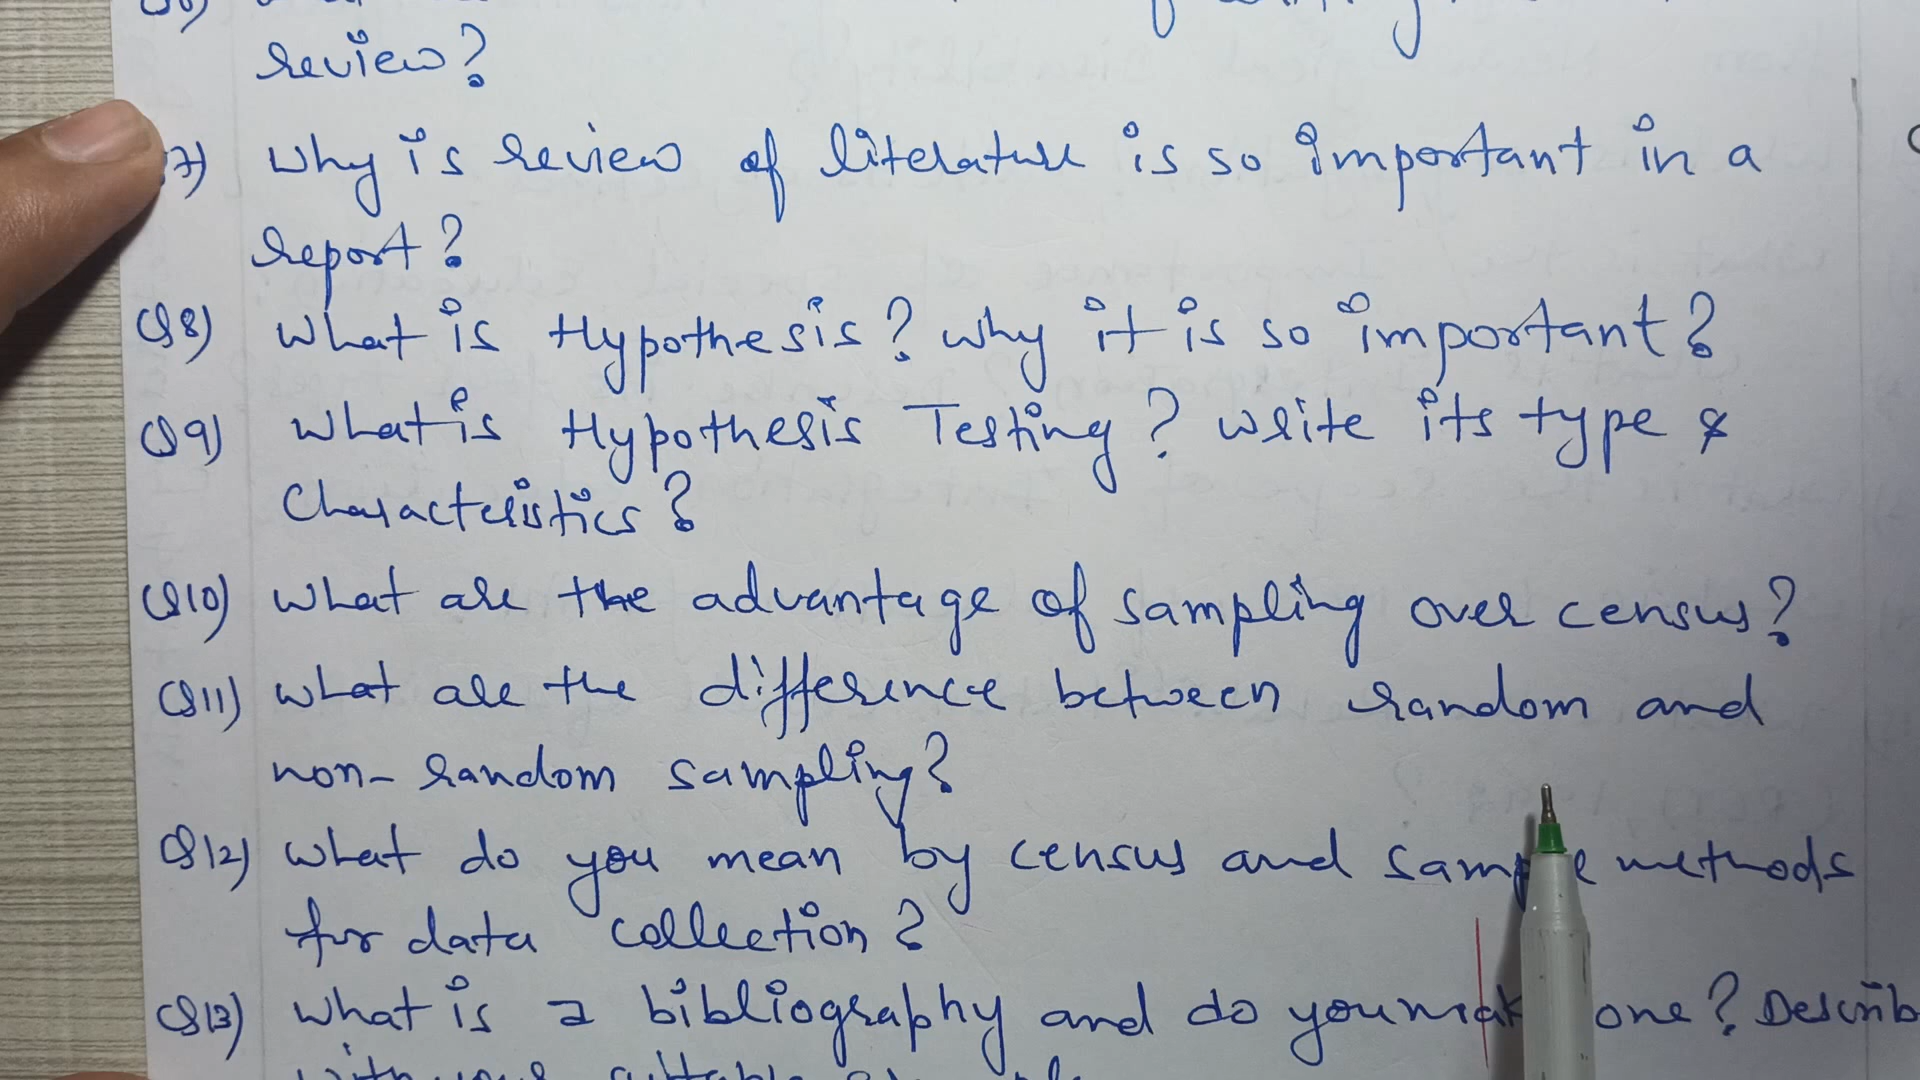 review?
7) Why is review of literature is so important in a
report?
Q8) What is Hypothesis? Why it is so important?
Q9) What is Hypothesis Testing? Write its type &
Characteristics?
Q10) What are the advantage of sampling over census?
Q11) What are the difference between random and
non-random sampling?
Q12) What do you mean by census and sample methods
for data collection?
Q13) What is a bibliography and do you mak one? Describ